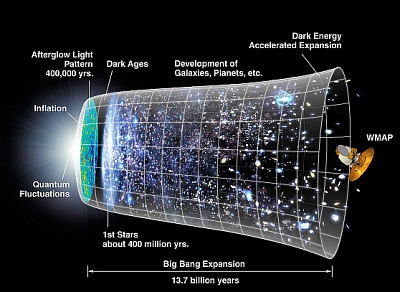 Dark Energy
Accelerated Expansion
Afterglow Light
Pattern
400,000 yrs.
Dark Ages
Development of
Galaxies, Planets, etc.
Inflation
WMAP
Quantum
Fluctuations
1st Stars
about 400 million yrs.
Big Bang Expansion
13.7 billion years